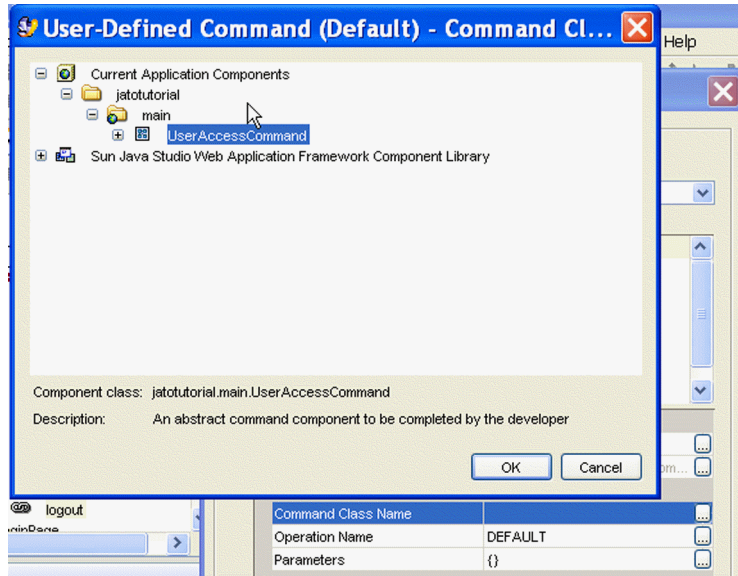 User-Defined Command (Default) - Command Cl...
Help
Current Application Components
jatotutorial
main
UserAccessCommand
Sun Java Studio Web Application Framework Component Library
Component class: jatotutorial.main.UserAccessCommand
Description: An abstract command component to be completed by the developer
OK Cancel
logout
Command Class Name
Operation Name DEFAULT
Parameters {}